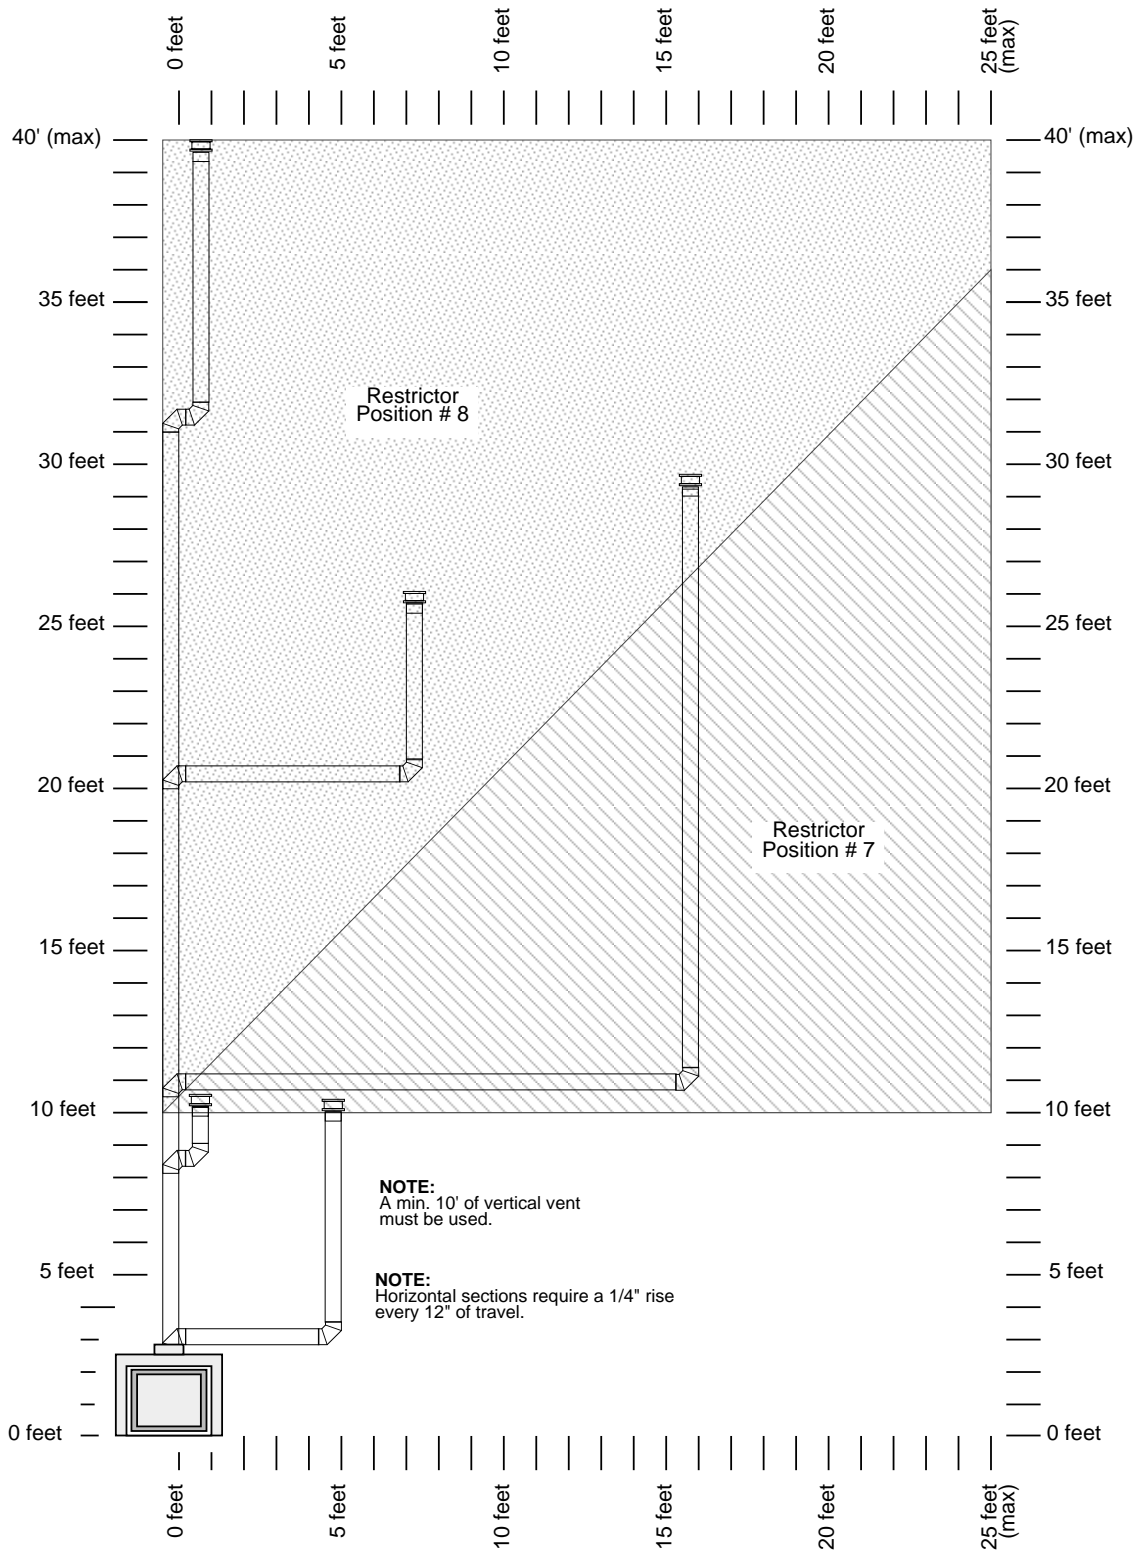 0 feet
5 feet
10 feet
15 feet
20 feet
25 feet
(max)
40' (max)
40' (max)
35 feet
35 feet
Restrictor
Position # 8
30 feet
30 feet
25 feet
25 feet
20 feet
20 feet
Restrictor
Position # 7
15 feet
15 feet
10 feet
10 feet
NOTE:
A min. 10' of vertical vent
must be used.
5 feet
5 feet
NOTE:
Horizontal sections require a 1/4" rise
every 12" of travel.
0 feet
0 feet
0 feet
5 feet
10 feet
15 feet
20 feet
25 feet
(max)